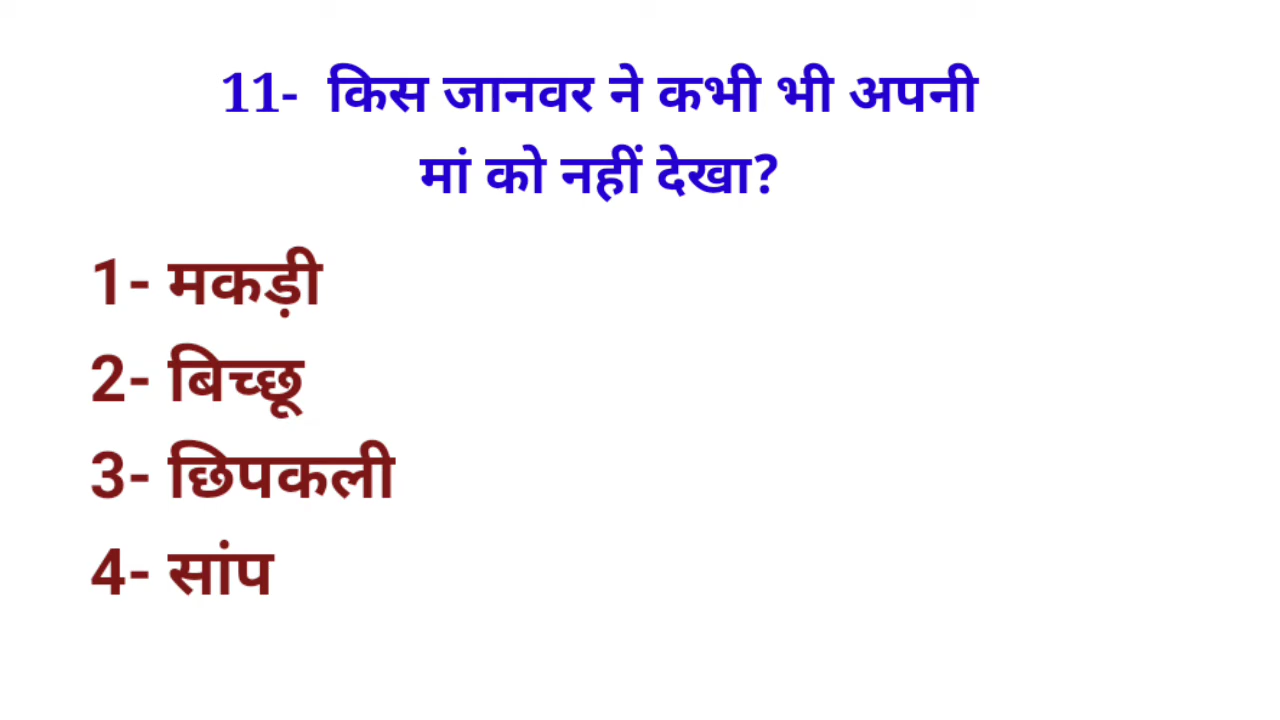 11- किस जानवर ने कभी भी अपनी
मां को नहीं देखा?
1- मकड़ी
2- बिच्छू
3- छिपकली
4- सांप